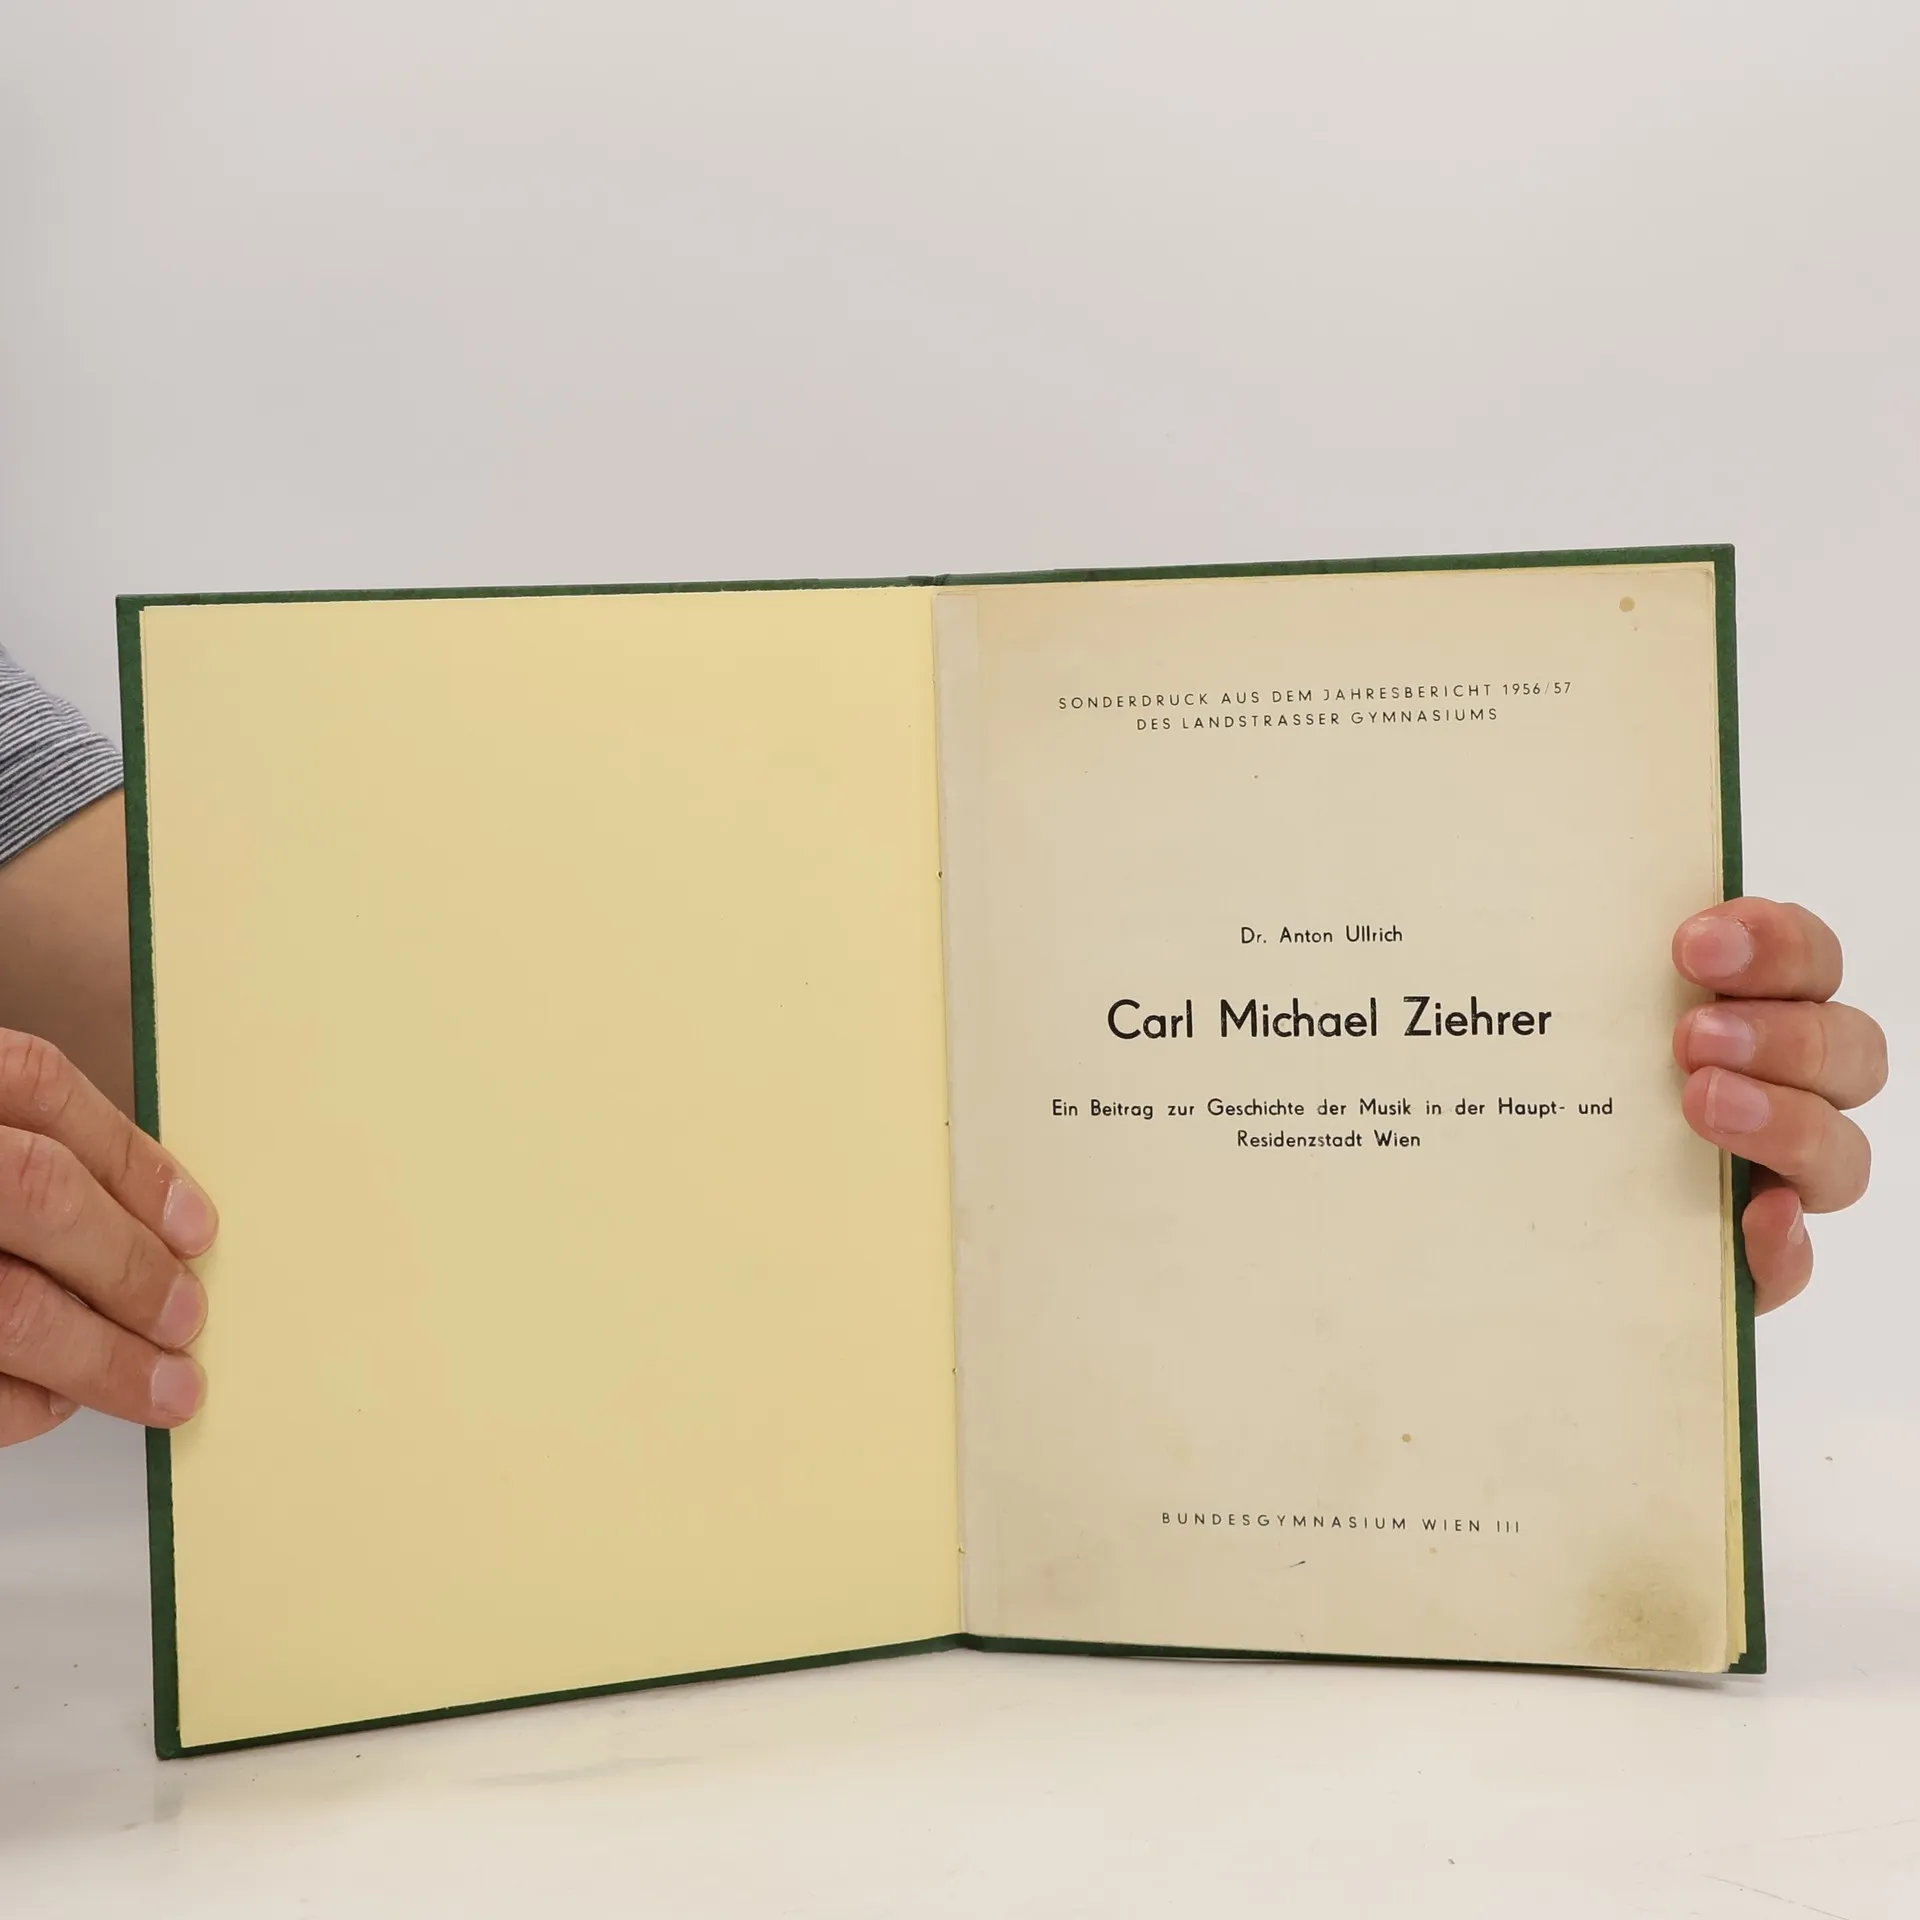 SONDERDRUCK AUS DEM JAHRESBERICHT 1956/57
DES LANDSTRASSER GYMNASIUMS
Dr. Anton Ullrich
Carl Michael Ziehrer
Ein Beitrag zur Geschichte der Musik in der Haupt- und
Residenzstadt Wien
BUNDESGYMNASIUM WIEN III